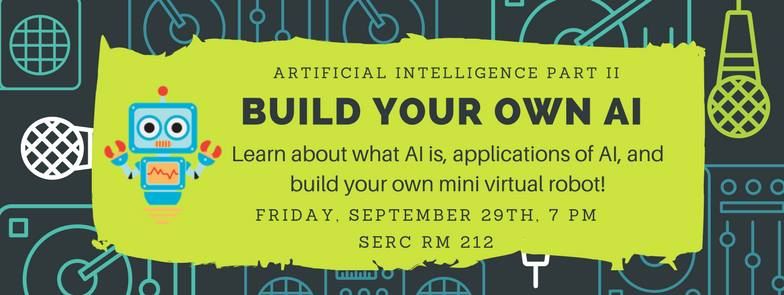 ARTIFICIAL INTELLIGENCE PART II
BUILD YOUR OWN AI
Learn about what AI is, applications of AI, and
build your own mini virtual robot!
FRIDAY, SEPTEMBER 29TH, 7 PM
SERC RM 212